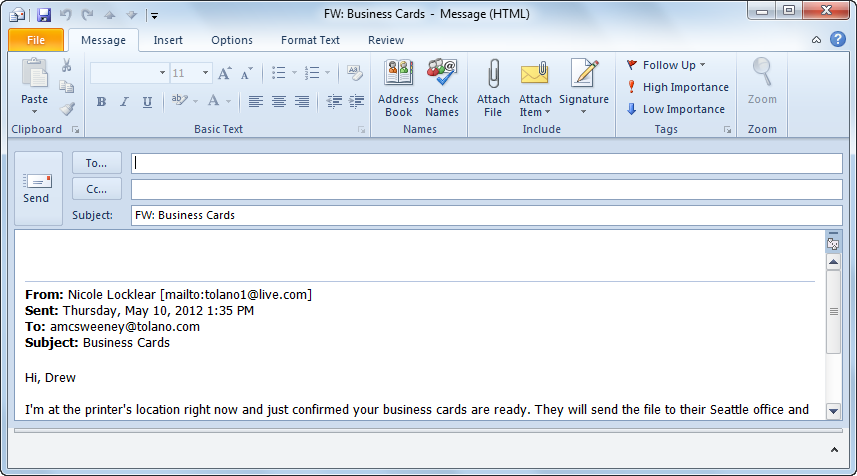 FW: Business Cards - Message (HTML)
File Message Insert Options Format Text Review
Paste
Clipboard
11
B I U ab A
Basic Text
Address Book
Check Names
Names
Attach File
Attach Item
Signature
Include
Follow Up
High Importance
Low Importance
Tags
Zoom
Zoom
Send
To...
Cc...
Subject: FW: Business Cards
From: Nicole Locklear [mailto:tolano1@live.com]
Sent: Thursday, May 10, 2012 1:35 PM
To: amcsweeney@tolano.com
Subject: Business Cards
Hi, Drew
I'm at the printer's location right now and just confirmed your business cards are ready. They will send the file to their Seattle office and